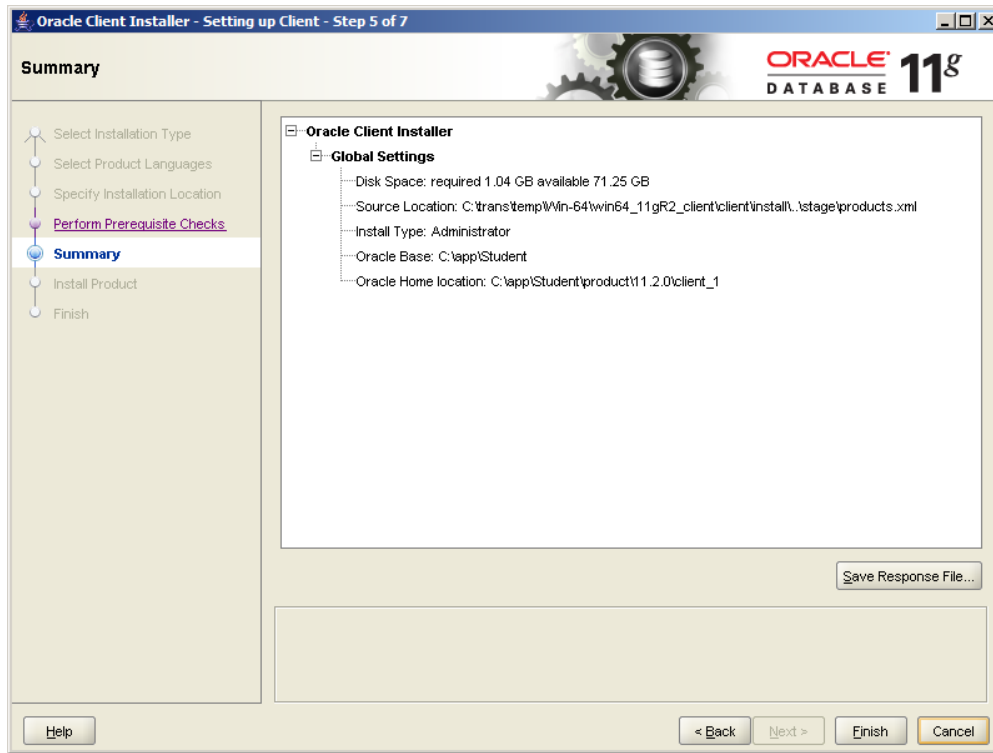 Oracle Client Installer - Setting up Client - Step 5 of 7
Summary
ORACLE
DATABASE
11g
Select Installation Type
Select Product Languages
Specify Installation Location
Perform Prerequisite Checks
Summary
Install Product
Finish
Oracle Client Installer
Global Settings
Disk Space: required 1.04 GB available 71.25 GB
Source Location: C:\trans\temp\Win-64\win64_11gR2_client\client\install\..\stage\products.xml
Install Type: Administrator
Oracle Base: C:\app\Student
Oracle Home location: C:\app\Student\product\11.2.0\client_1
Save Response File...
Help
< Back
Next >
Finish
Cancel